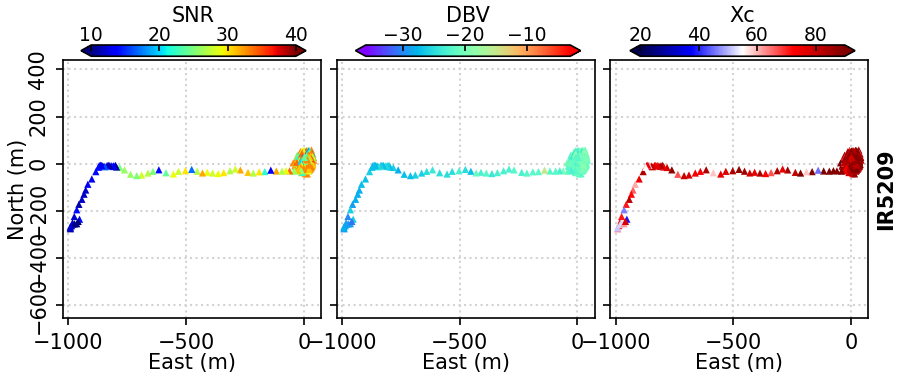 SNR DBV Xc
10 20 30 40 −30 −20 −10 20 40 60 80
400
200
0
−200
−400
−600
North (m)
IR5209
−1000 −500 0 −1000 −500 0 −1000 −500 0
East (m) East (m) East (m)